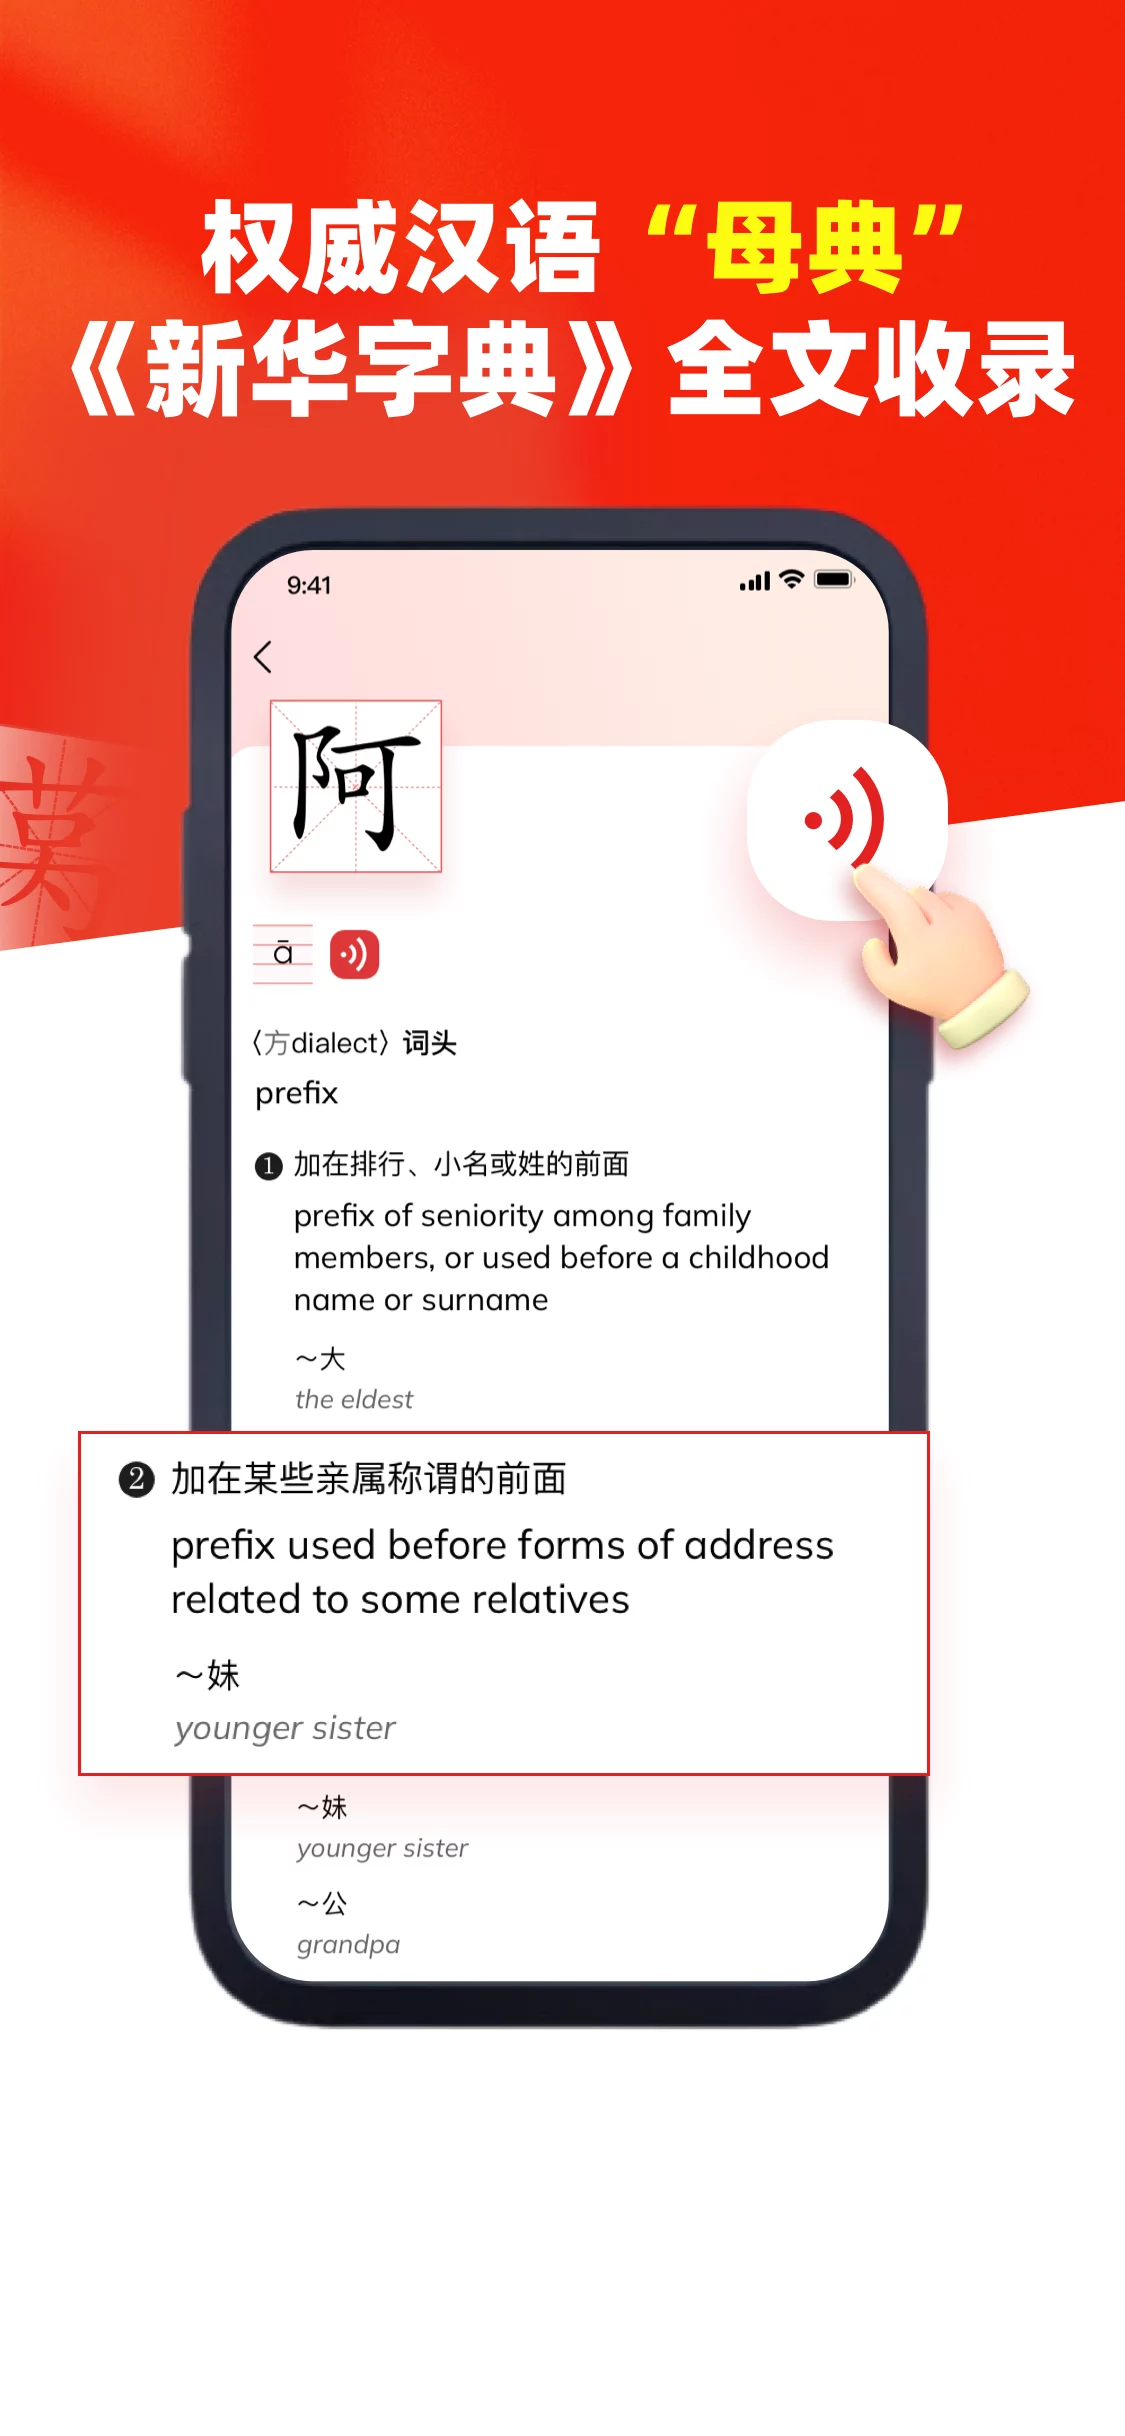 权威汉语 “母典”
《新华字典》全文收录
9:41
阿
ā
〈方dialect〉词头
prefix
❶ 加在排行、小名或姓的前面
prefix of seniority among family
members, or used before a childhood
name or surname
～大
the eldest
❷ 加在某些亲属称谓的前面
prefix used before forms of address
related to some relatives
～妹
younger sister
～妹
younger sister
～公
grandpa